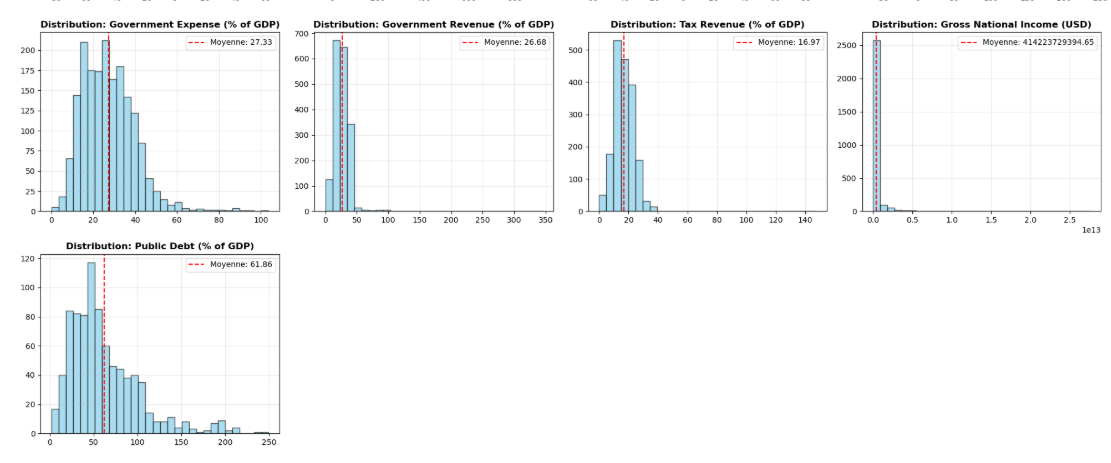 Distribution: Government Expense (% of GDP)
Moyenne: 27.33
200
175
150
125
100
75
50
25
0
0 20 40 60 80 100
Distribution: Government Revenue (% of GDP)
Moyenne: 26.68
700
600
500
400
300
200
100
0
0 50 100 150 200 250 300 350
Distribution: Tax Revenue (% of GDP)
Moyenne: 16.97
500
400
300
200
100
0
0 20 40 60 80 100 120 140
Distribution: Gross National Income (USD)
Moyenne: 414223729394.65
2500
2000
1500
1000
500
0
0.0 0.5 1.0 1.5 2.0 2.5
1e13
Distribution: Public Debt (% of GDP)
Moyenne: 61.86
120
100
80
60
40
20
0
0 50 100 150 200 250